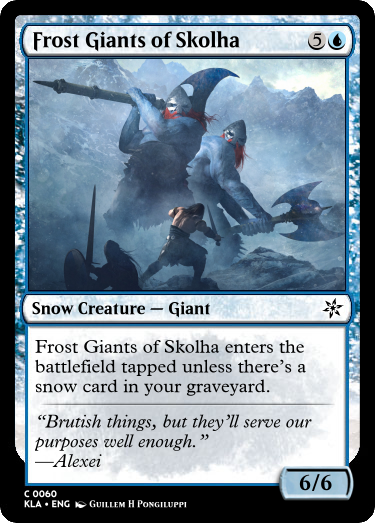 Frost Giants of Skolha 5
Snow Creature — Giant
Frost Giants of Skolha enters the
battlefield tapped unless there's a
snow card in your graveyard.
"Brutish things, but they'll serve our
purposes well enough."
—Alexei
6/6
C 0060
KLA • ENG Guillem H Pongiluppi